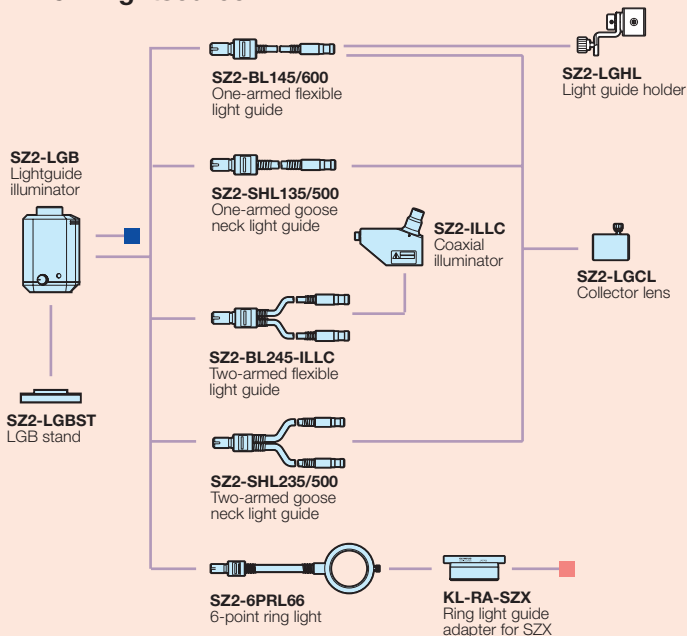 SZ2-BL145/600
One-armed flexible
light guide
SZ2-LGHL
Light guide holder
SZ2-LGB
Lightguide
illuminator
SZ2-SHL135/500
One-armed goose
neck light guide
SZ2-ILLC
Coaxial
illuminator
SZ2-LGCL
Collector lens
SZ2-BL245-ILLC
Two-armed flexible
light guide
SZ2-LGBST
LGB stand
SZ2-SHL235/500
Two-armed goose
neck light guide
SZ2-6PRL66
6-point ring light
KL-RA-SZX
Ring light guide
adapter for SZX